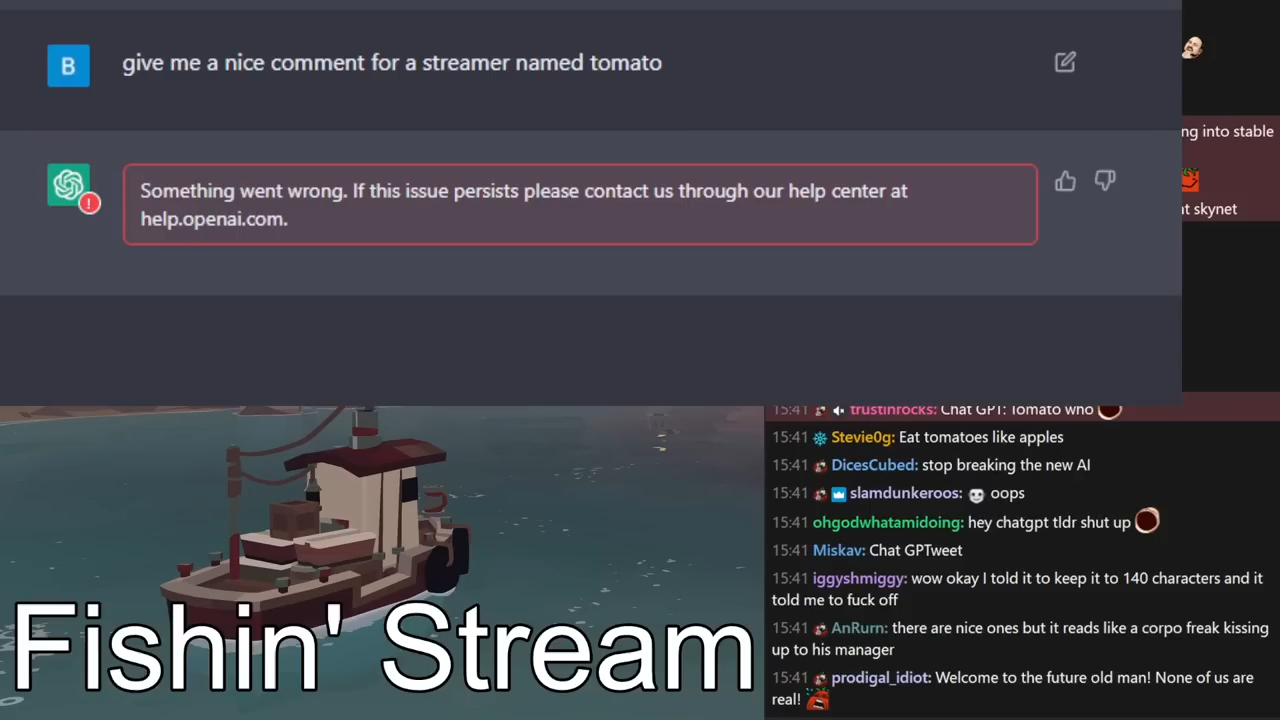 B
give me a nice comment for a streamer named tomato
Something went wrong. If this issue persists please contact us through our help center at
help.openai.com.
ng into stable
t skynet
15:41 trustinrocks: Chat GPT: Tomato who
15:41 Stevie0g: Eat tomatoes like apples
15:41 DicesCubed: stop breaking the new AI
15:41 slamdunkeroos: oops
15:41 ohgodwhatamidoing: hey chatgpt tldr shut up
15:41 Miskav: Chat GPTweet
15:41 iggyshmiggy: wow okay I told it to keep it to 140 characters and it
told me to fuck off
15:41 AnRurn: there are nice ones but it reads like a corpo freak kissing
up to his manager
15:41 prodigal_idiot: Welcome to the future old man! None of us are
real!
Fishin' Stream